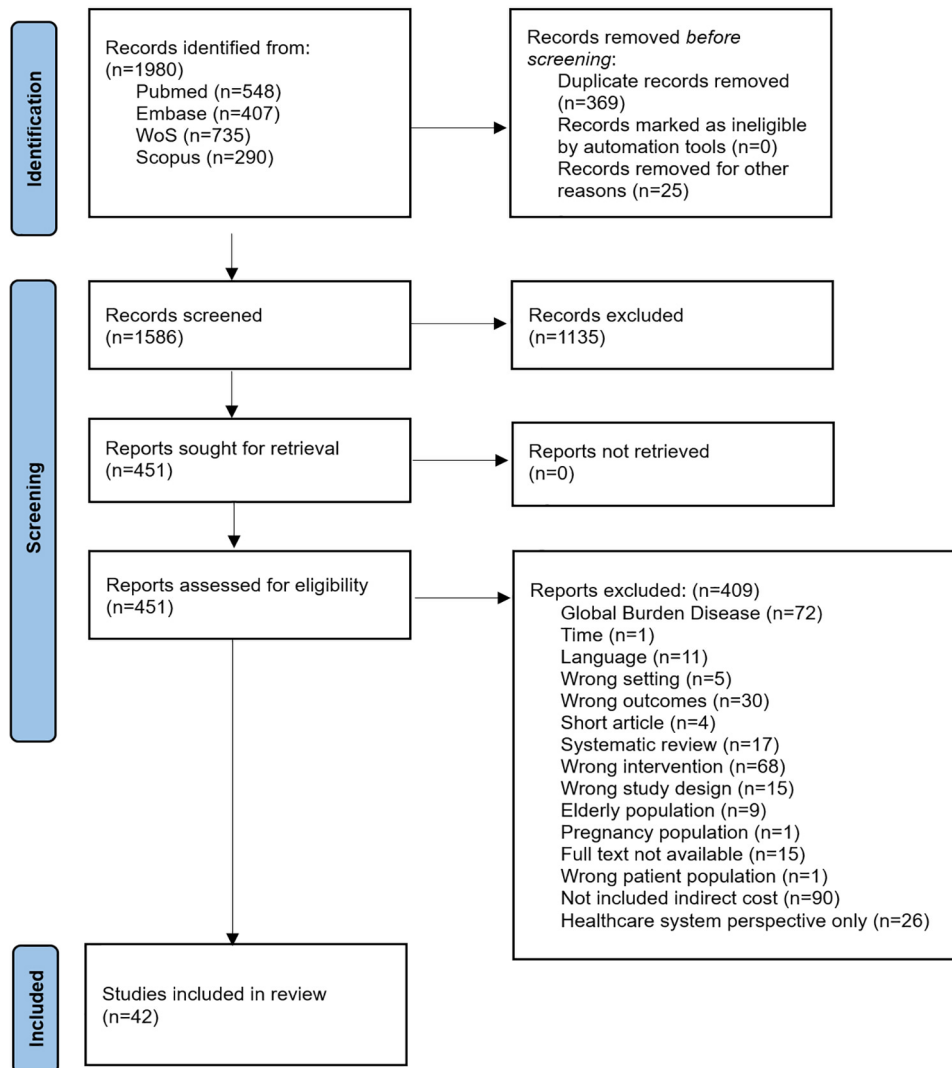 Identification
Records identified from:
(n=1980)
Pubmed (n=548)
Embase (n=407)
WoS (n=735)
Scopus (n=290)
Records removed before
screening:
Duplicate records removed
(n=369)
Records marked as ineligible
by automation tools (n=0)
Records removed for other
reasons (n=25)
Screening
Records screened
(n=1586)
Records excluded
(n=1135)
Reports sought for retrieval
(n=451)
Reports not retrieved
(n=0)
Reports assessed for eligibility
(n=451)
Reports excluded: (n=409)
Global Burden Disease (n=72)
Time (n=1)
Language (n=11)
Wrong setting (n=5)
Wrong outcomes (n=30)
Short article (n=4)
Systematic review (n=17)
Wrong intervention (n=68)
Wrong study design (n=15)
Elderly population (n=9)
Pregnancy population (n=1)
Full text not available (n=15)
Wrong patient population (n=1)
Not included indirect cost (n=90)
Healthcare system perspective only (n=26)
Included
Studies included in review
(n=42)